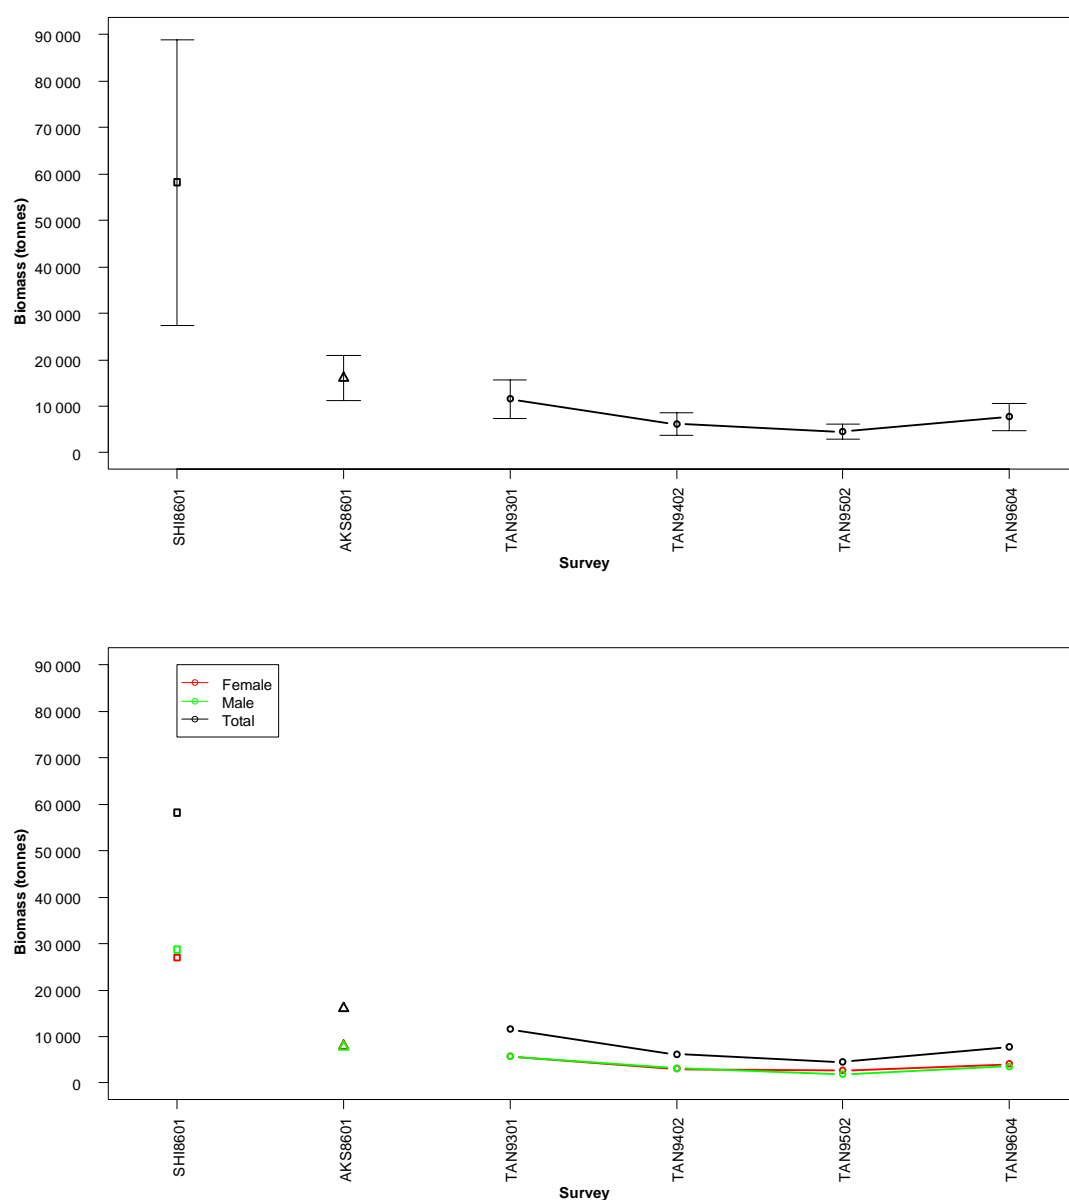 90 000
80 000
70 000
60 000
50 000
40 000
30 000
20 000
10 000
0
Biomass (tonnes)
SHI8601
AKS8601
TAN9301
TAN9402
TAN9502
TAN9604
Survey
90 000
80 000
70 000
60 000
50 000
40 000
30 000
20 000
10 000
0
Biomass (tonnes)
Female
Male
Total
SHI8601
AKS8601
TAN9301
TAN9402
TAN9502
TAN9604
Survey